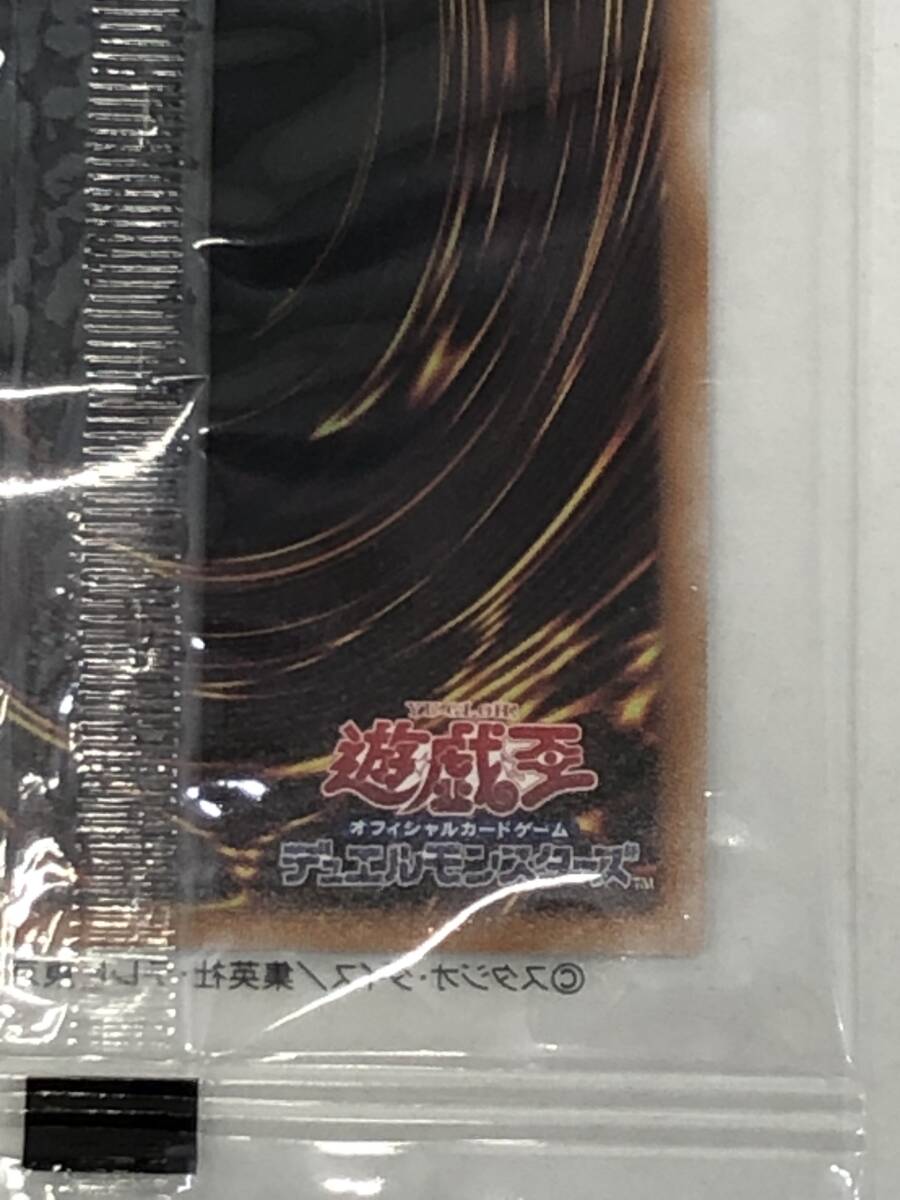 YU-GI-OH!
遊戯王
オフィシャルカードゲーム
デュエルモンスターズ™
©スタジオ・ダイス／集英社・テレビ東京